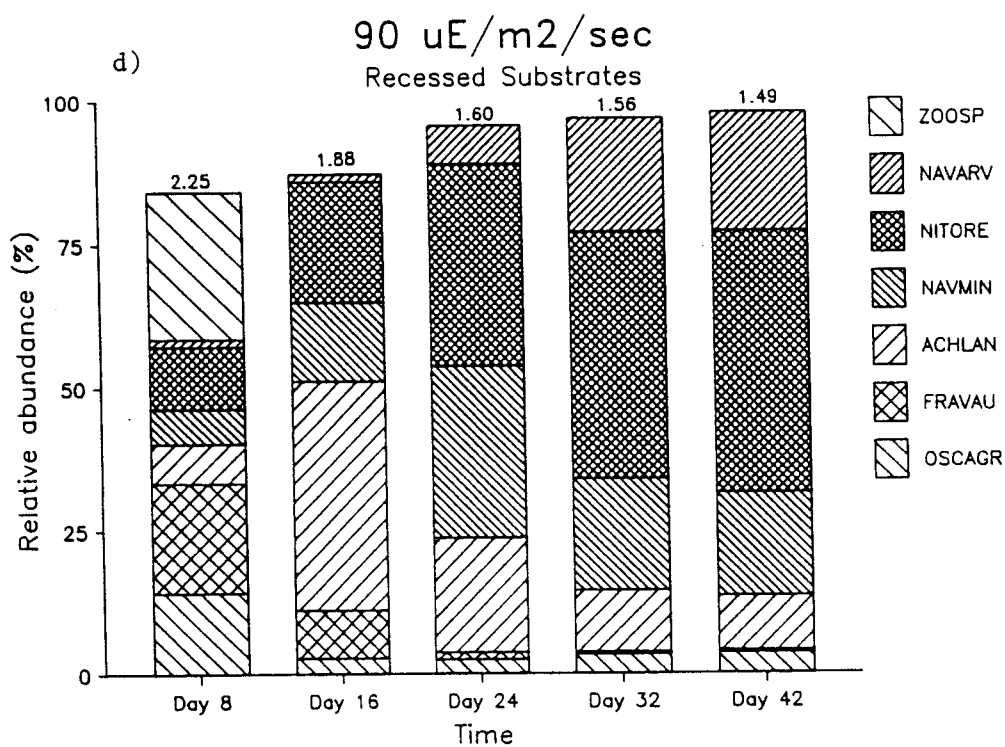 90 uE/m2/sec
d)
Recessed Substrates
100
75
50
25
0
Relative abundance (%)
2.25
1.88
1.60
1.56
1.49
Day 8
Day 16
Day 24
Day 32
Day 42
Time
ZOOSP
NAVARV
NITORE
NAVMIN
ACHLAN
FRAVAU
OSCAGR